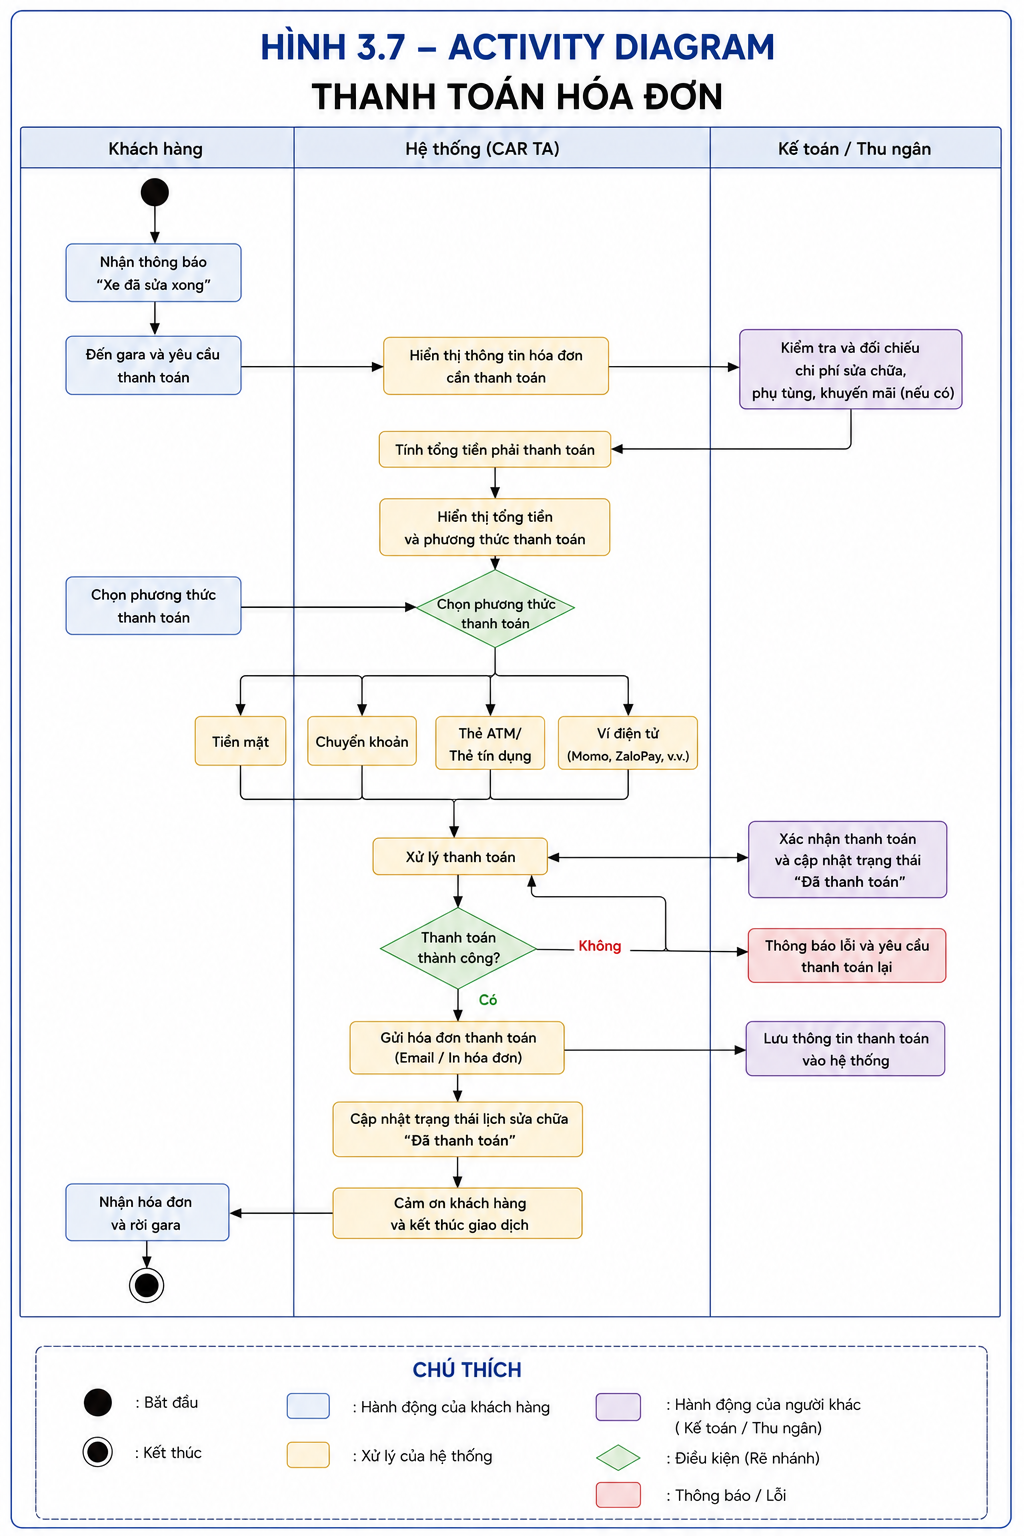 HÌNH 3.7 – ACTIVITY DIAGRAM
THANH TOÁN HÓA ĐƠN
Khách hàng
Hệ thống (CAR TA)
Kế toán / Thu ngân
Nhận thông báo
“Xe đã sửa xong”
Đến gara và yêu cầu
thanh toán
Hiển thị thông tin hóa đơn
cần thanh toán
Kiểm tra và đối chiếu
chi phí sửa chữa,
phụ tùng, khuyến mãi (nếu có)
Tính tổng tiền phải thanh toán
Hiển thị tổng tiền
và phương thức thanh toán
Chọn phương thức
thanh toán
Chọn phương thức
thanh toán
Tiền mặt
Chuyển khoản
Thẻ ATM/
Thẻ tín dụng
Ví điện tử
(Momo, ZaloPay, v.v.)
Xử lý thanh toán
Xác nhận thanh toán
và cập nhật trạng thái
“Đã thanh toán”
Thanh toán
thành công?
Không
Thông báo lỗi và yêu cầu
thanh toán lại
Có
Gửi hóa đơn thanh toán
(Email / In hóa đơn)
Lưu thông tin thanh toán
vào hệ thống
Cập nhật trạng thái lịch sửa chữa
“Đã thanh toán”
Cảm ơn khách hàng
và kết thúc giao dịch
Nhận hóa đơn
và rời gara
CHÚ THÍCH
: Bắt đầu
: Kết thúc
: Hành động của khách hàng
: Xử lý của hệ thống
: Hành động của người khác
( Kế toán / Thu ngân)
: Điều kiện (Rẽ nhánh)
: Thông báo / Lỗi